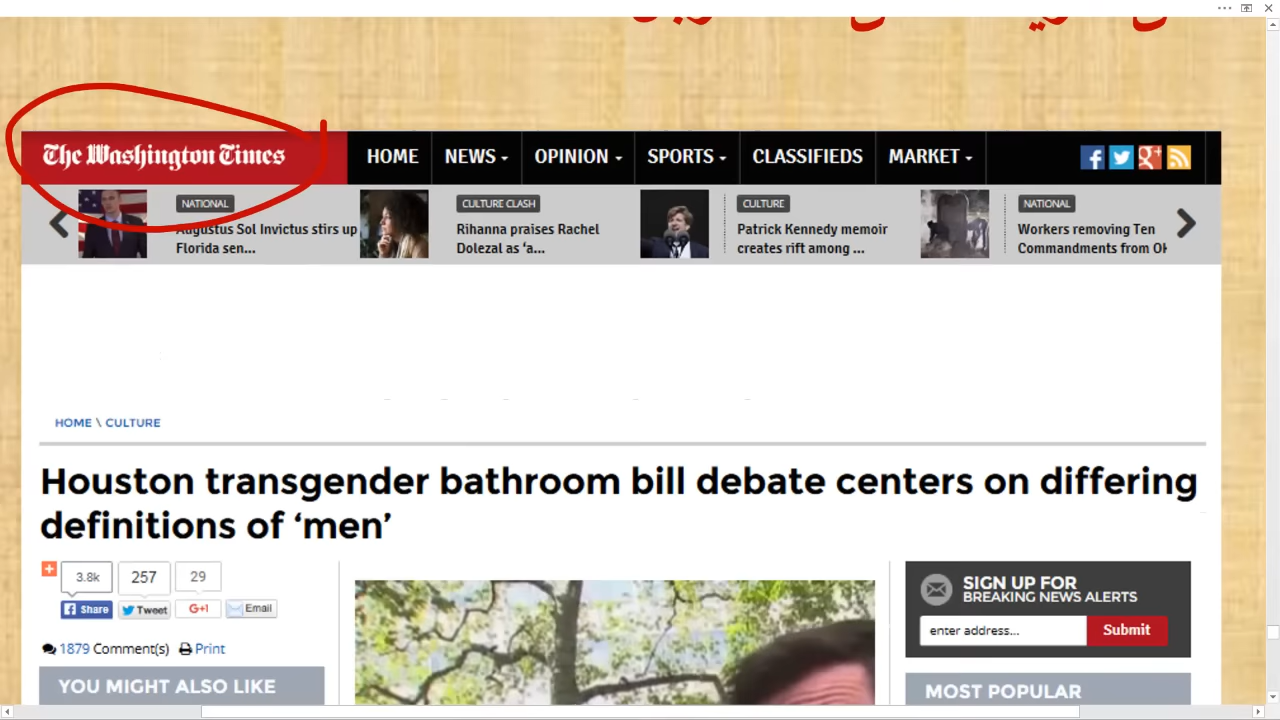 The Washington Times
HOME NEWS OPINION SPORTS CLASSIFIEDS MARKET
NATIONAL
Augustus Sol Invictus stirs up
Florida sen...
CULTURE CLASH
Rihanna praises Rachel
Dolezal as ‘a...
CULTURE
Patrick Kennedy memoir
creates rift among ...
NATIONAL
Workers removing Ten
Commandments from OK
HOME \ CULTURE
Houston transgender bathroom bill debate centers on differing
definitions of ‘men’
3.8k 257 29
Share Tweet G+1 Email
1879 Comment(s) Print
YOU MIGHT ALSO LIKE
SIGN UP FOR
BREAKING NEWS ALERTS
enter address... Submit
MOST POPULAR